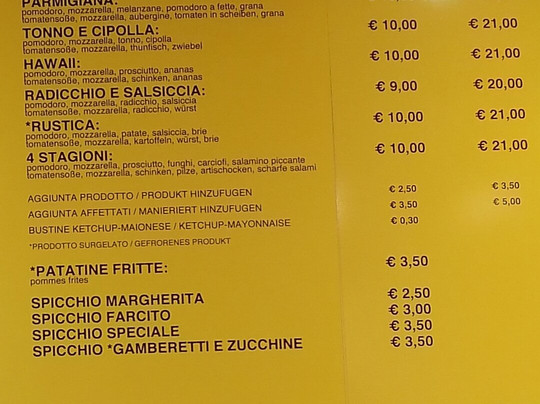 PARMIGIANA:
pomodoro, mozzarella, melanzane, pomodoro a fette, grana
tomatensoße, mozzarella, aubergine, tomaten in scheiben, grana
TONNO E CIPOLLA: € 10,00 € 21,00
pomodoro, mozzarella, tonno, cipolla
tomatensoße, mozzarella, thunfisch, zwiebel
HAWAII: € 10,00 € 21,00
pomodoro, mozzarella, prosciutto, ananas
tomatensoße, mozzarella, schinken, ananas
RADICCHIO E SALSICCIA: € 9,00 € 20,00
pomodoro, mozzarella, radicchio, salsiccia
tomatensoße, mozzarella, radicchio, würst
*RUSTICA: € 10,00 € 21,00
pomodoro, mozzarella, patate, salsiccia, brie
tomatensoße, mozzarella, kartoffeln, würst, brie
4 STAGIONI: € 10,00 € 21,00
pomodoro, mozzarella, prosciutto, funghi, carciofi, salamino piccante
tomatensoße, mozzarella, schinken, pilze, artischocken, scharfe salami
AGGIUNTA PRODOTTO / PRODUKT HINZUFUGEN € 2,50 € 3,50
AGGIUNTA AFFETTATI / MANIERIERT HINZUFUGEN € 3,50 € 5,00
BUSTINE KETCHUP-MAIONESE / KETCHUP-MAYONNAISE € 0,30
*PRODOTTO SURGELATO / GEFRORENES PRODUKT
*PATATINE FRITTE: € 3,50
pommes frites
SPICCHIO MARGHERITA € 2,50
SPICCHIO FARCITO € 3,00
SPICCHIO SPECIALE € 3,50
SPICCHIO *GAMBERETTI E ZUCCHINE € 3,50